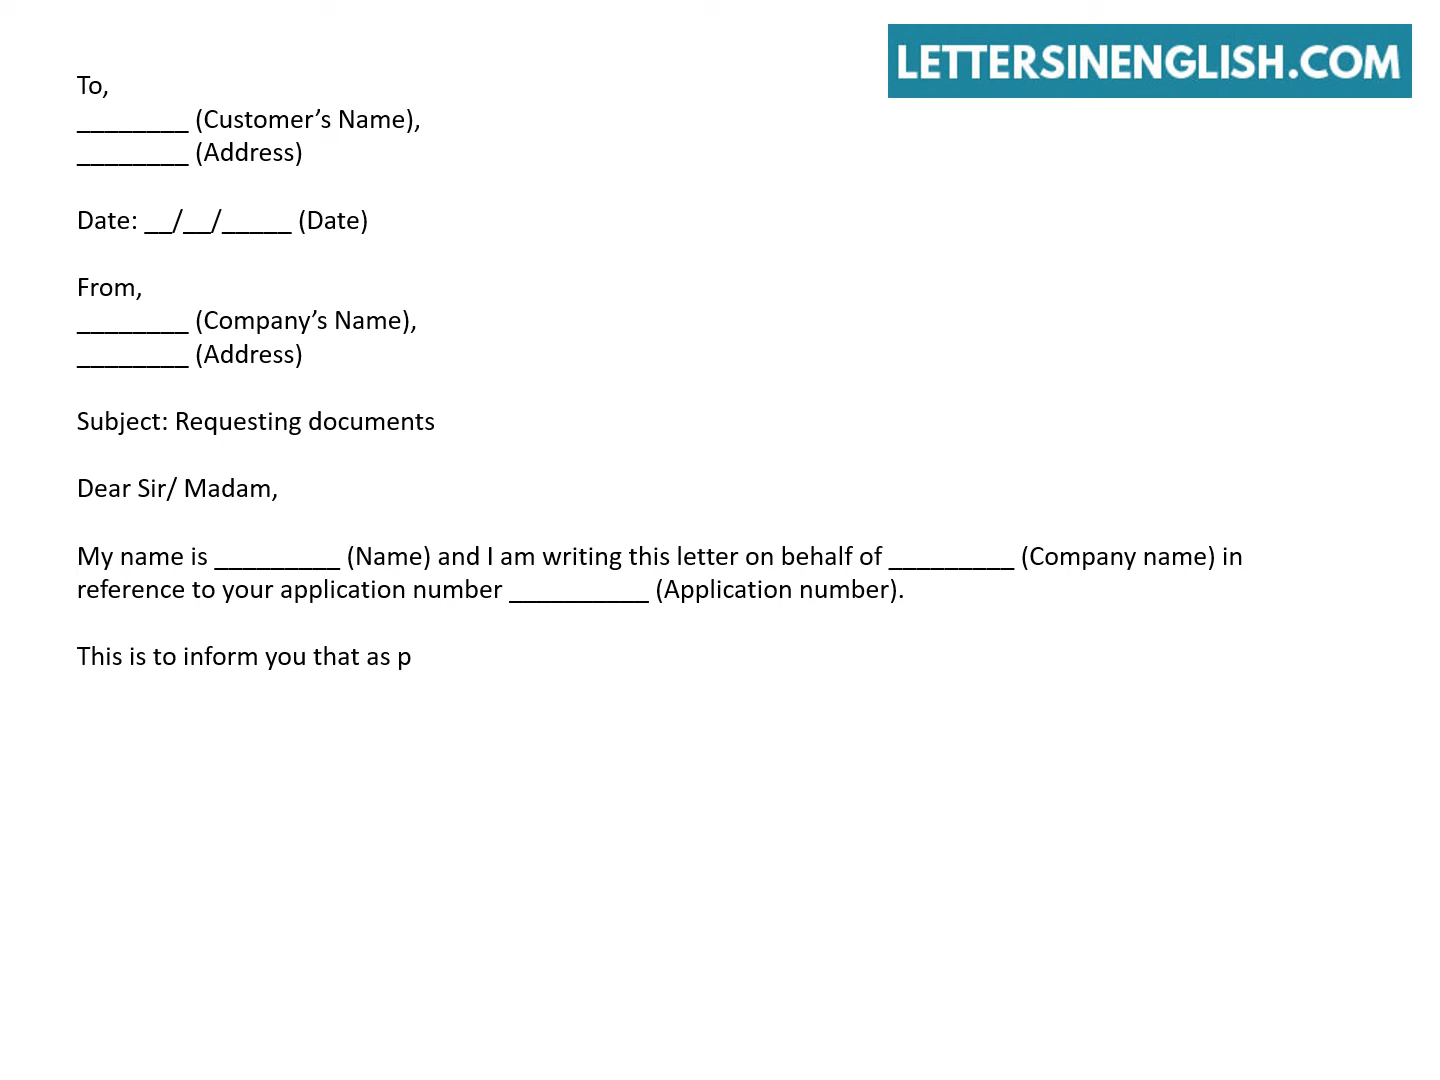 LETTERSINENGLISH.COM
To,
________ (Customer’s Name),
________ (Address)
Date: __/__/_____ (Date)
From,
________ (Company’s Name),
________ (Address)
Subject: Requesting documents
Dear Sir/ Madam,
My name is _________ (Name) and I am writing this letter on behalf of _________ (Company name) in
reference to your application number __________ (Application number).
This is to inform you that as p